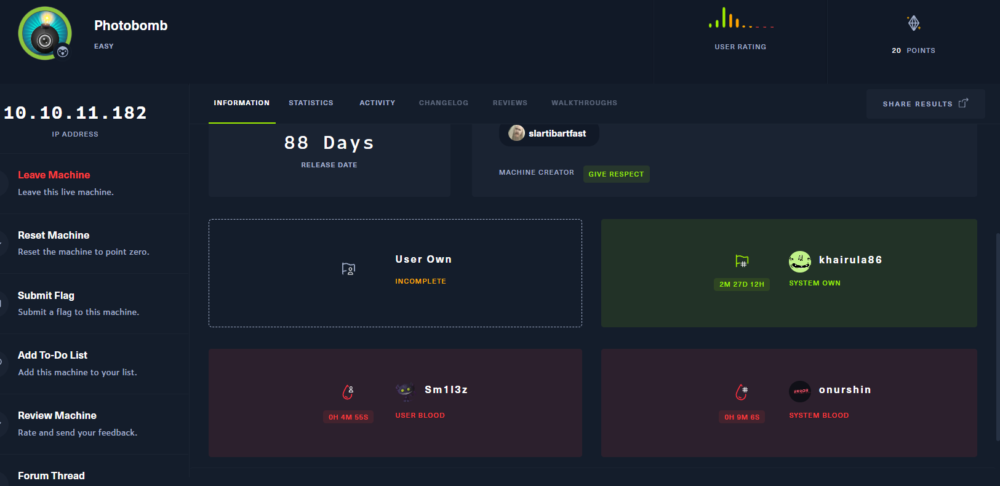 Photobomb
EASY
USER RATING
20 POINTS
10.10.11.182
IP ADDRESS
INFORMATION STATISTICS ACTIVITY CHANGELOG REVIEWS WALKTHROUGHS
SHARE RESULTS
Leave Machine
Leave this live machine.
Reset Machine
Reset the machine to point zero.
Submit Flag
Submit a flag to this machine.
Add To-Do List
Add this machine to your list.
Review Machine
Rate and send your feedback.
Forum Thread
88 Days
RELEASE DATE
slartibartfast
MACHINE CREATOR GIVE RESPECT
User Own
INCOMPLETE
khairula86
2M 27D 12H SYSTEM OWN
Sm1l3z
0H 4M 55S USER BLOOD
ERROR
onurshin
0H 9M 6S SYSTEM BLOOD